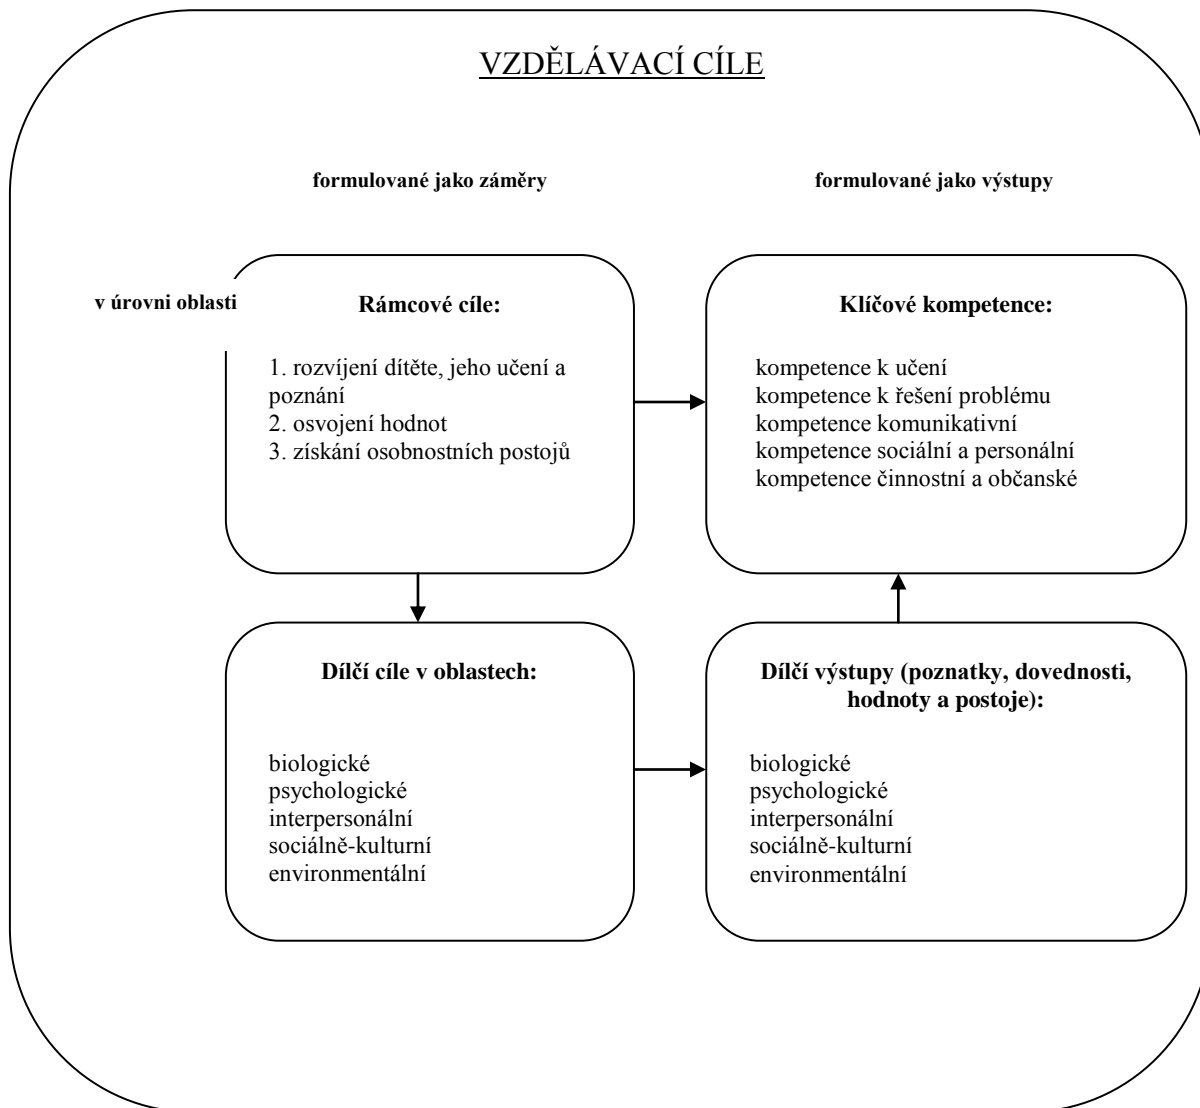 VZDĚLÁVACÍ CÍLE
formulované jako záměry
formulované jako výstupy
v úrovni oblasti
Rámcové cíle:
1. rozvíjení dítěte, jeho učení a
poznání
2. osvojení hodnot
3. získání osobnostních postojů
Klíčové kompetence:
kompetence k učení
kompetence k řešení problému
kompetence komunikativní
kompetence sociální a personální
kompetence činnostní a občanské
Dílčí cíle v oblastech:
biologické
psychologické
interpersonální
sociálně-kulturní
environmentální
Dílčí výstupy (poznatky, dovednosti,
hodnoty a postoje):
biologické
psychologické
interpersonální
sociálně-kulturní
environmentální